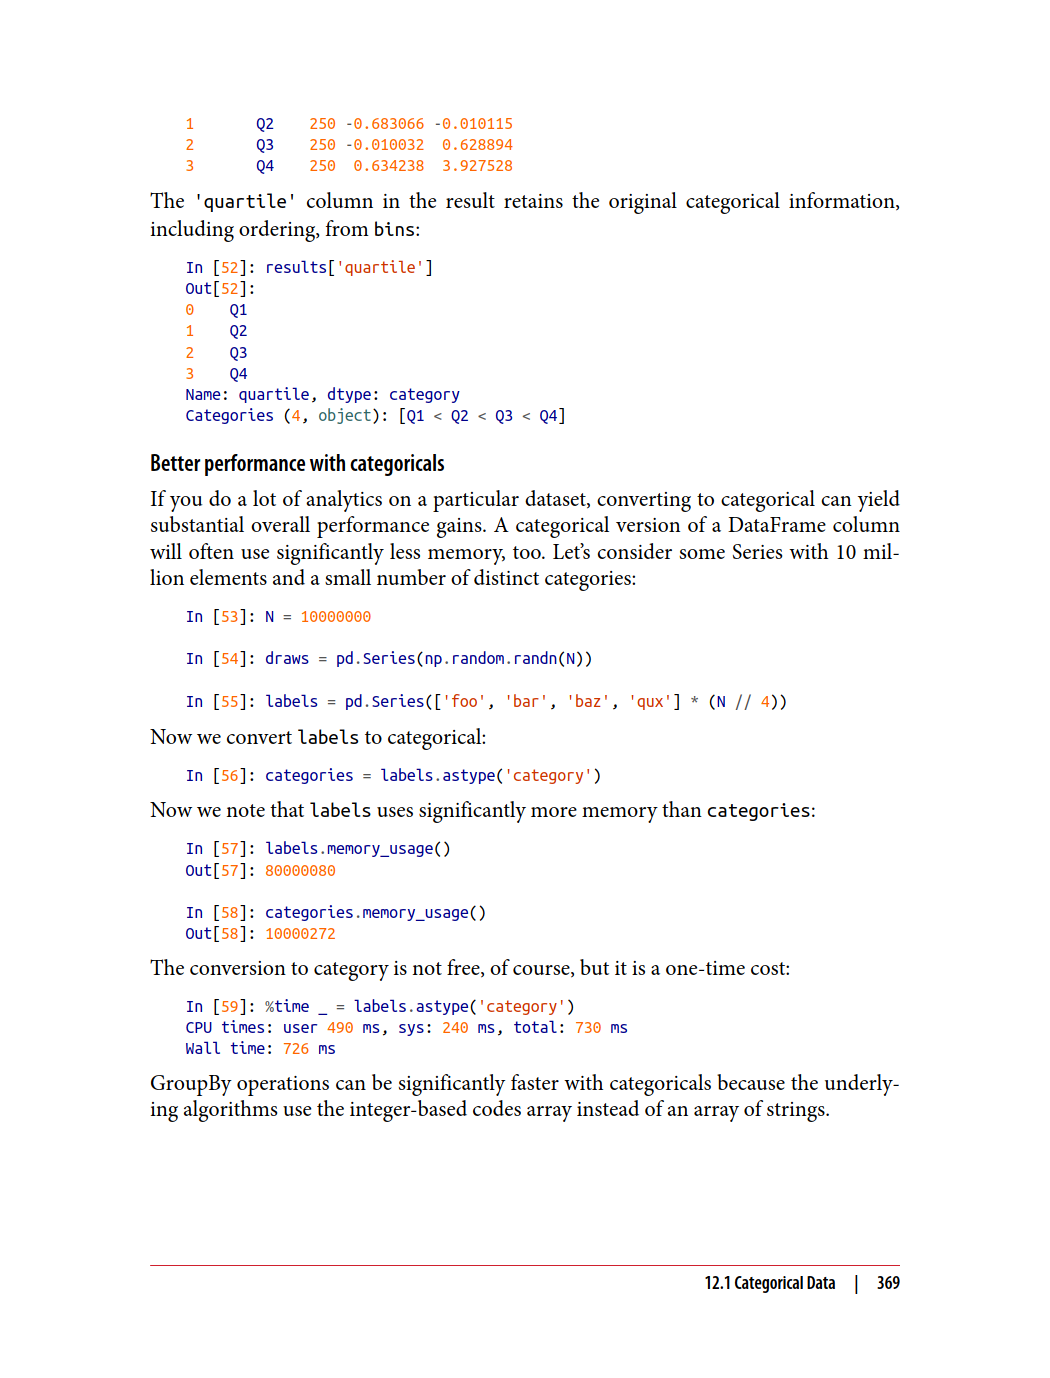 1       Q2    250 -0.683066 -0.010115
2       Q3    250 -0.010032  0.628894
3       Q4    250  0.634238  3.927528
The 'quartile' column in the result retains the original categorical information,
including ordering, from bins:
In [52]: results['quartile']
Out[52]:
0    Q1
1    Q2
2    Q3
3    Q4
Name: quartile, dtype: category
Categories (4, object): [Q1 < Q2 < Q3 < Q4]
Better performance with categoricals
If you do a lot of analytics on a particular dataset, converting to categorical can yield
substantial overall performance gains. A categorical version of a DataFrame column
will often use significantly less memory, too. Let’s consider some Series with 10 mil-
lion elements and a small number of distinct categories:
In [53]: N = 10000000
In [54]: draws = pd.Series(np.random.randn(N))
In [55]: labels = pd.Series(['foo', 'bar', 'baz', 'qux'] * (N // 4))
Now we convert labels to categorical:
In [56]: categories = labels.astype('category')
Now we note that labels uses significantly more memory than categories:
In [57]: labels.memory_usage()
Out[57]: 80000080
In [58]: categories.memory_usage()
Out[58]: 10000272
The conversion to category is not free, of course, but it is a one-time cost:
In [59]: %time _ = labels.astype('category')
CPU times: user 490 ms, sys: 240 ms, total: 730 ms
Wall time: 726 ms
GroupBy operations can be significantly faster with categoricals because the underly-
ing algorithms use the integer-based codes array instead of an array of strings.
12.1 Categorical Data | 369